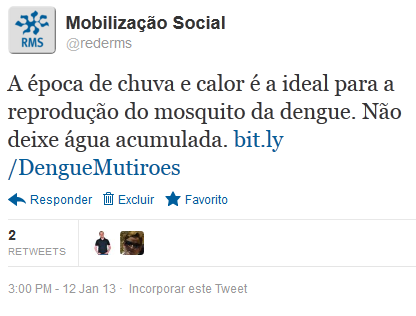 RMS
Mobilização Social
@rederms
A época de chuva e calor é a ideal para a
reprodução do mosquito da dengue. Não
deixe água acumulada. bit.ly
/DengueMutiroes
Responder Excluir Favorito
2
RETWEETS
3:00 PM - 12 Jan 13 · Incorporar este Tweet